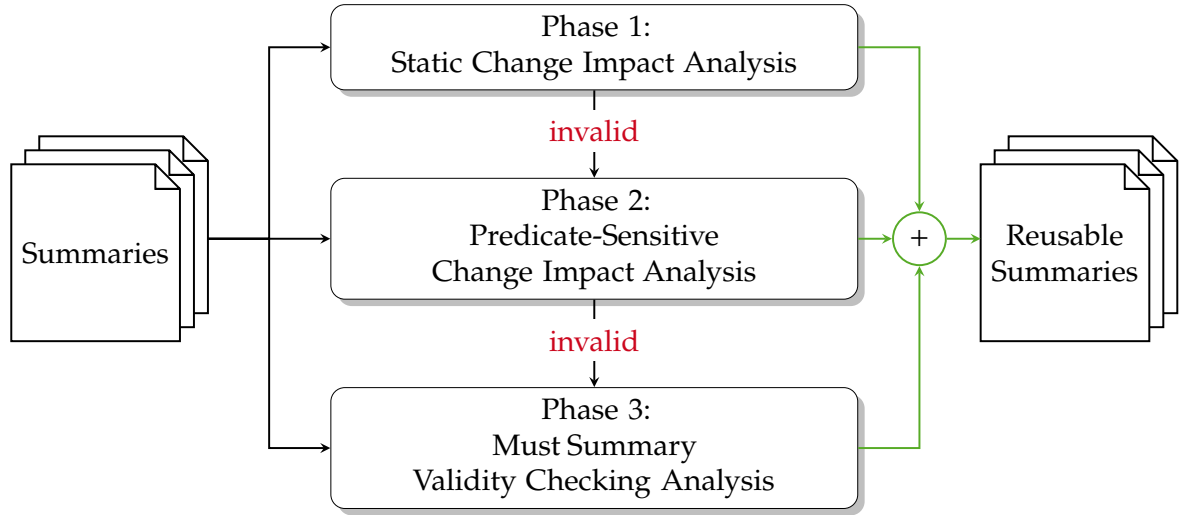 Summaries
Phase 1:
Static Change Impact Analysis
invalid
Phase 2:
Predicate-Sensitive
Change Impact Analysis
invalid
Phase 3:
Must Summary
Validity Checking Analysis
+
Reusable
Summaries